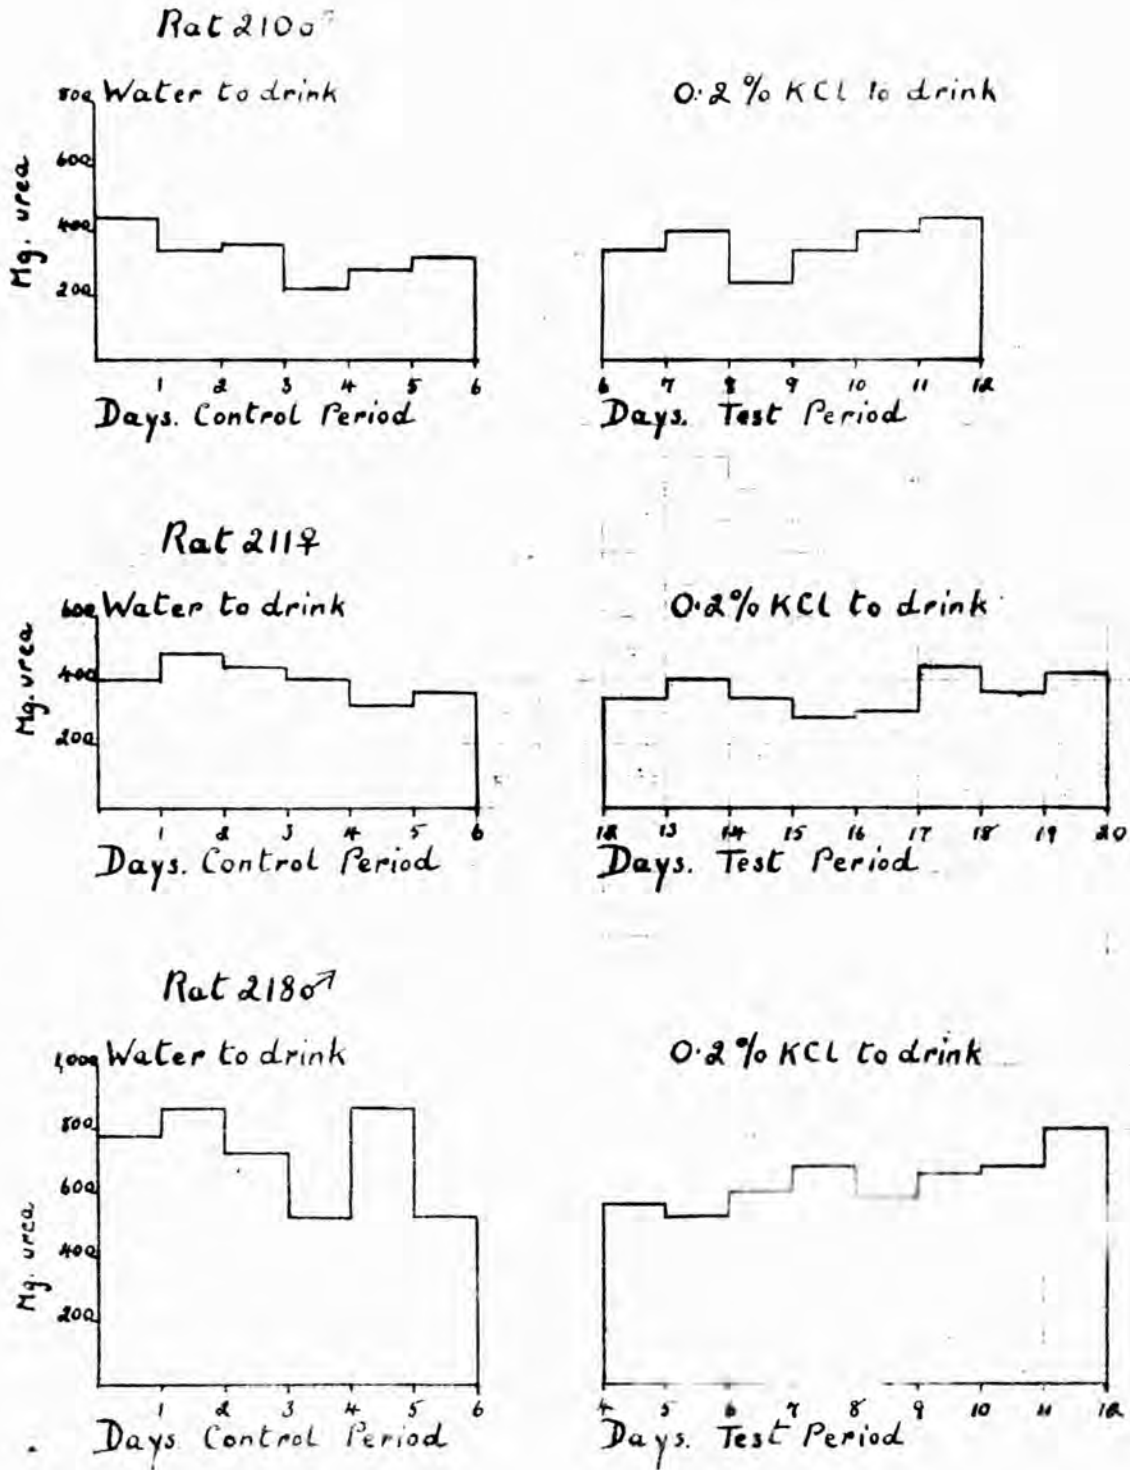 Rat 210♂
Water to drink
0.2% KCl to drink
Mg. urea
800
600
400
200
1 2 3 4 5 6
6 7 8 9 10 11 12
Days. Control Period
Days. Test Period
Rat 211♀
Water to drink
0.2% KCl to drink
Mg. urea
600
400
200
1 2 3 4 5 6
12 13 14 15 16 17 18 19 20
Days. Control Period
Days. Test Period
Rat 218♂
Water to drink
0.2% KCl to drink
Mg. urea
1,000
800
600
400
200
1 2 3 4 5 6
4 5 6 7 8 9 10 11 12
Days. Control Period
Days. Test Period